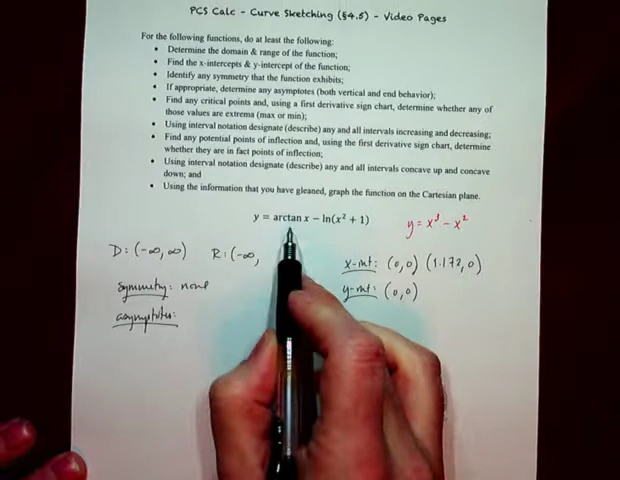 PCS Calc - Curve Sketching (§4.5) - Video Pages
For the following functions, do at least the following:
• Determine the domain & range of the function;
• Find the x-intercepts & y-intercept of the function;
• Identify any symmetry that the function exhibits;
• If appropriate, determine any asymptotes (both vertical and end behavior);
• Find any critical points and, using a first derivative sign chart, determine whether any of
those values are extrema (max or min);
• Using interval notation designate (describe) any and all intervals increasing and decreasing;
• Find any potential points of inflection and, using the first derivative sign chart, determine
whether they are in fact points of inflection;
• Using interval notation designate (describe) any and all intervals concave up and concave
down; and
• Using the information that you have gleaned, graph the function on the Cartesian plane.
y = arctan x − ln(x² + 1) y = x³ − x²
D: (-∞, ∞) R: (-∞, x-int: (0,0) (1.172, 0)
symmetry: none y-int: (0,0)
asymptotes: